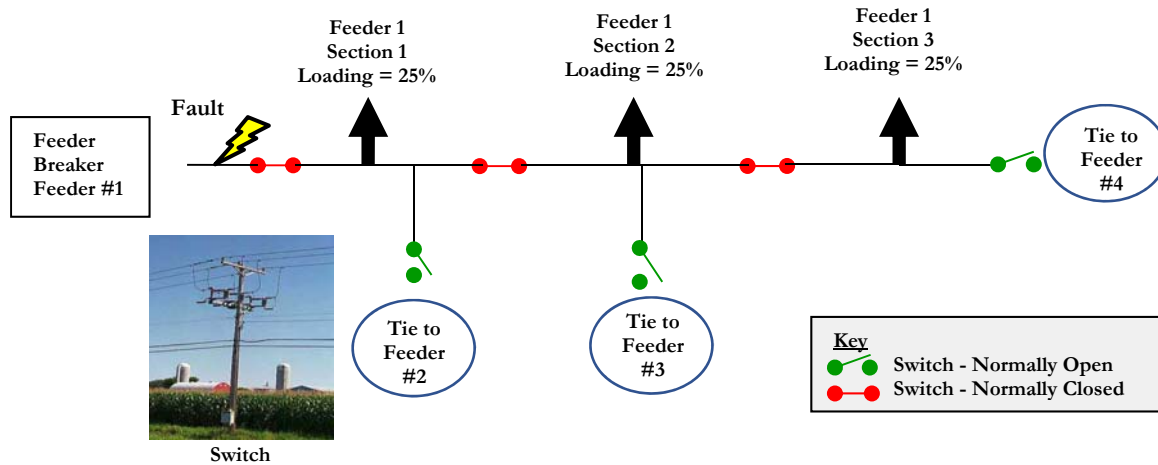 Feeder 1
Section 1
Loading = 25%
Feeder 1
Section 2
Loading = 25%
Feeder 1
Section 3
Loading = 25%
Fault
Feeder
Breaker
Feeder #1
Tie to
Feeder
#4
Tie to
Feeder
#2
Tie to
Feeder
#3
Key
Switch - Normally Open
Switch - Normally Closed
Switch